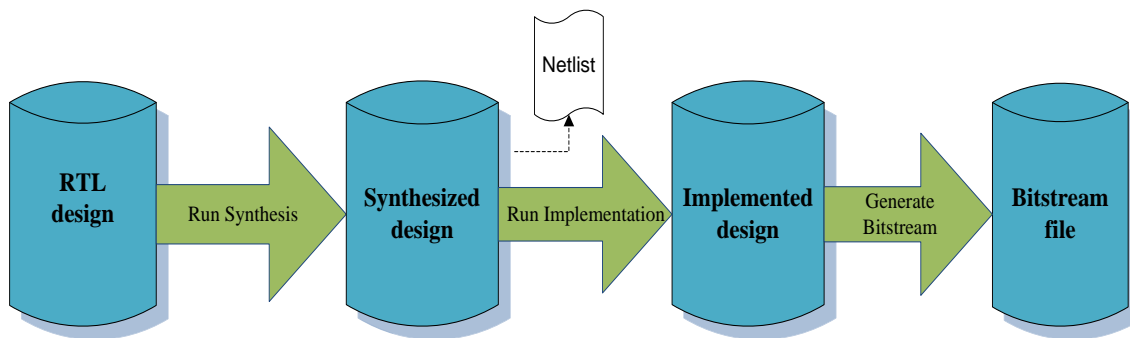 Netlist
RTL
design
Run Synthesis
Synthesized
design
Run Implementation
Implemented
design
Generate
Bitstream
Bitstream
file